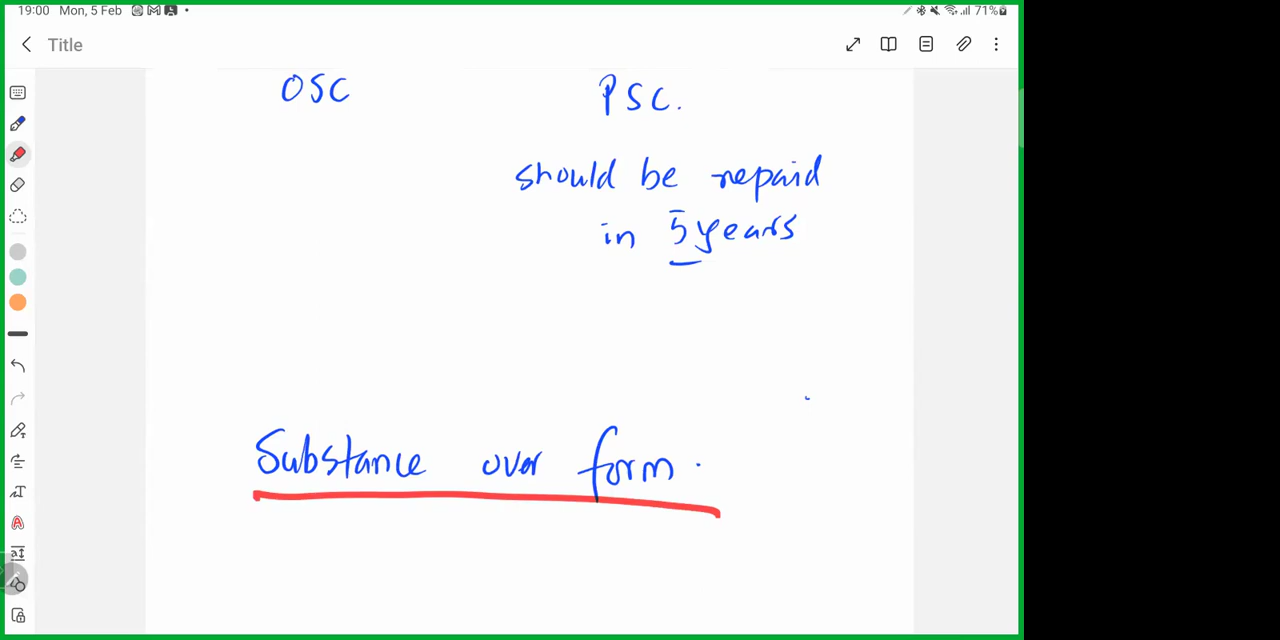 19:00 Mon, 5 Feb 71%
Title
OSC PSC.
should be repaid
in 5 years
Substance over form.